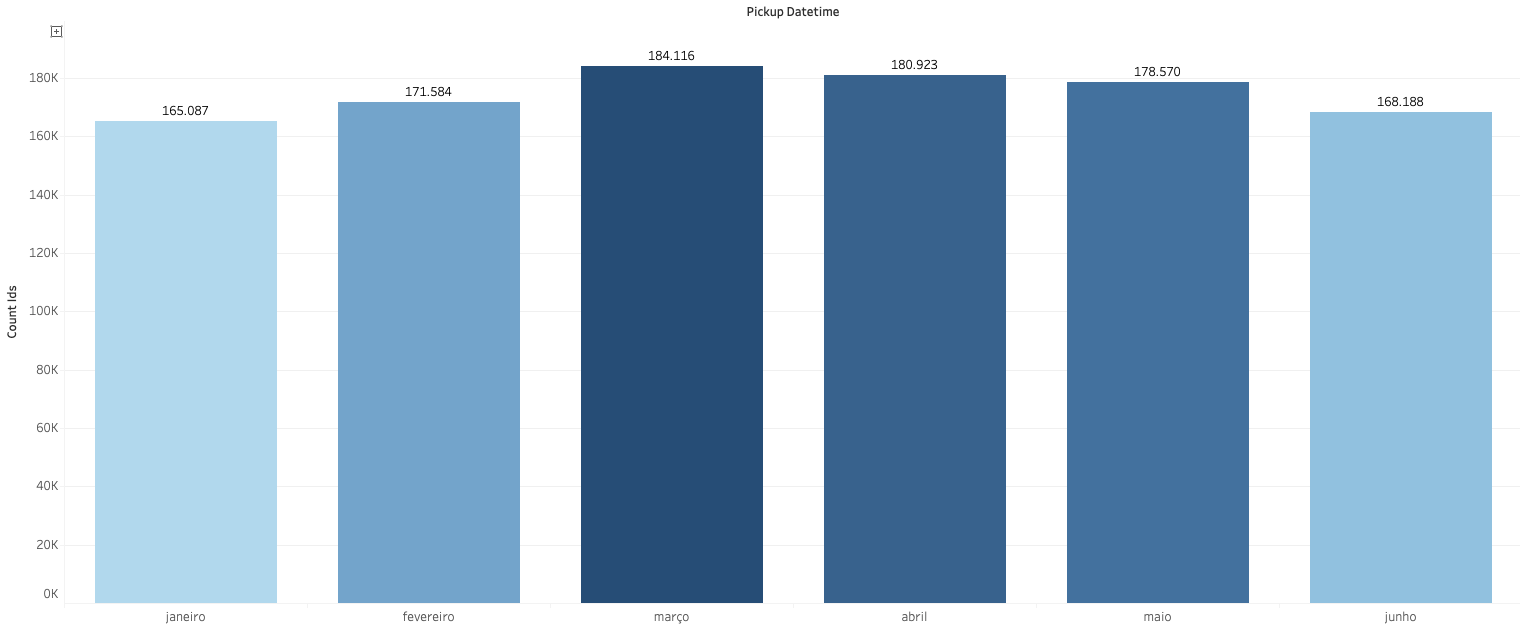 Pickup Datetime
184.116
180.923
178.570
171.584
168.188
165.087
180K
160K
140K
120K
100K
80K
60K
40K
20K
0K
Count Ids
janeiro
fevereiro
março
abril
maio
junho